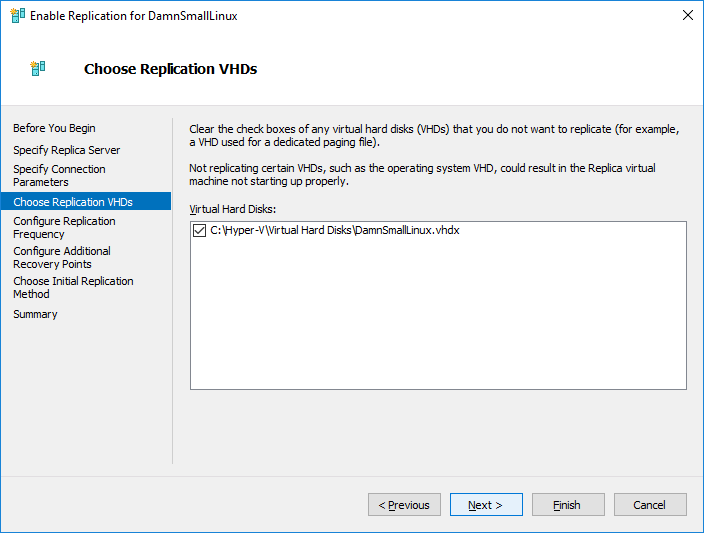 Enable Replication for DamnSmallLinux
Choose Replication VHDs
Before You Begin
Specify Replica Server
Specify Connection
Parameters
Choose Replication VHDs
Configure Replication
Frequency
Configure Additional
Recovery Points
Choose Initial Replication
Method
Summary
Clear the check boxes of any virtual hard disks (VHDs) that you do not want to replicate (for example,
a VHD used for a dedicated paging file).
Not replicating certain VHDs, such as the operating system VHD, could result in the Replica virtual
machine not starting up properly.
Virtual Hard Disks:
C:\Hyper-V\Virtual Hard Disks\DamnSmallLinux.vhdx
< Previous
Next >
Finish
Cancel